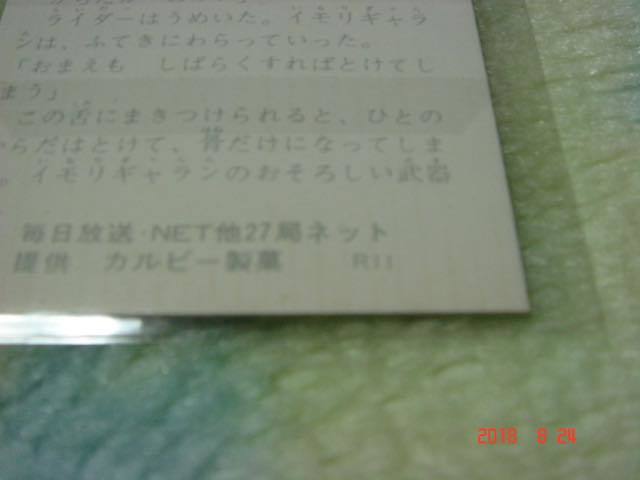 ライダーはうめいた。イモリギャラ
ンは、ふてきにわらっていった。
「おまえも しばらくすればとけてし
まう」
この舌にまきつけられると、ひとの
らだはとけて、骨だけになってしま
。イモリギャランのおそろしい武器
毎日放送・NET他27局ネット
提供 カルビー製菓 R11
2018 8 24